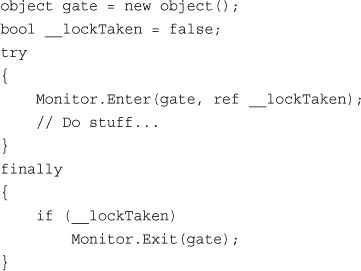 object gate = new object();
bool __lockTaken = false;
try
{
    Monitor.Enter(gate, ref __lockTaken);
    // Do stuff...
}
finally
{
    if (__lockTaken)
        Monitor.Exit(gate);
}